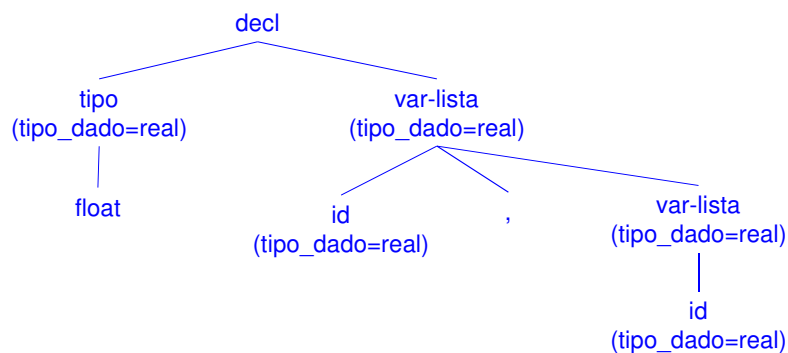 decl
tipo
(tipo_dado=real)
var-lista
(tipo_dado=real)
float
id
(tipo_dado=real)
,
var-lista
(tipo_dado=real)
id
(tipo_dado=real)